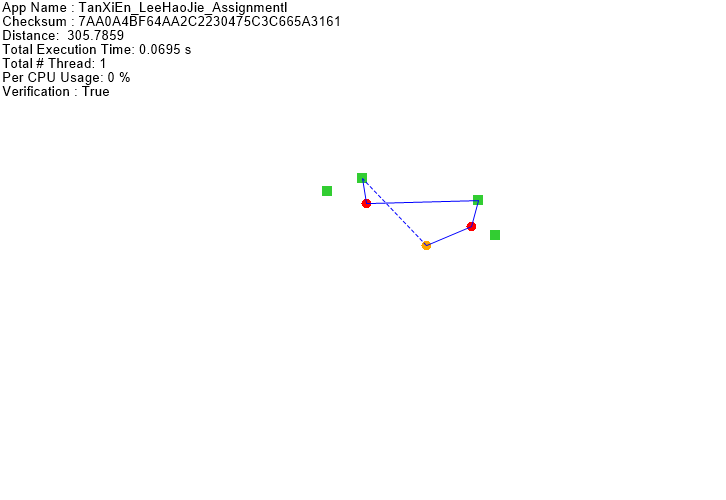 App Name : TanXiEn_LeeHaoJie_AssignmentI
Checksum : 7AA0A4BF64AA2C2230475C3C665A3161
Distance:  305.7859
Total Execution Time: 0.0695 s
Total # Thread: 1
Per CPU Usage: 0 %
Verification : True